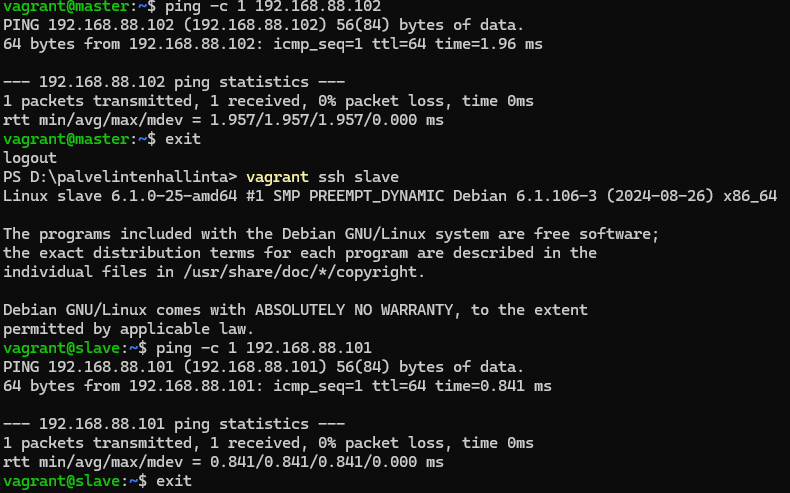 vagrant@master:~$ ping -c 1 192.168.88.102
PING 192.168.88.102 (192.168.88.102) 56(84) bytes of data.
64 bytes from 192.168.88.102: icmp_seq=1 ttl=64 time=1.96 ms

--- 192.168.88.102 ping statistics ---
1 packets transmitted, 1 received, 0% packet loss, time 0ms
rtt min/avg/max/mdev = 1.957/1.957/1.957/0.000 ms
vagrant@master:~$ exit
logout
PS D:\palvelintenhallinta> vagrant ssh slave
Linux slave 6.1.0-25-amd64 #1 SMP PREEMPT_DYNAMIC Debian 6.1.106-3 (2024-08-26) x86_64

The programs included with the Debian GNU/Linux system are free software;
the exact distribution terms for each program are described in the
individual files in /usr/share/doc/*/copyright.

Debian GNU/Linux comes with ABSOLUTELY NO WARRANTY, to the extent
permitted by applicable law.
vagrant@slave:~$ ping -c 1 192.168.88.101
PING 192.168.88.101 (192.168.88.101) 56(84) bytes of data.
64 bytes from 192.168.88.101: icmp_seq=1 ttl=64 time=0.841 ms

--- 192.168.88.101 ping statistics ---
1 packets transmitted, 1 received, 0% packet loss, time 0ms
rtt min/avg/max/mdev = 0.841/0.841/0.841/0.000 ms
vagrant@slave:~$ exit